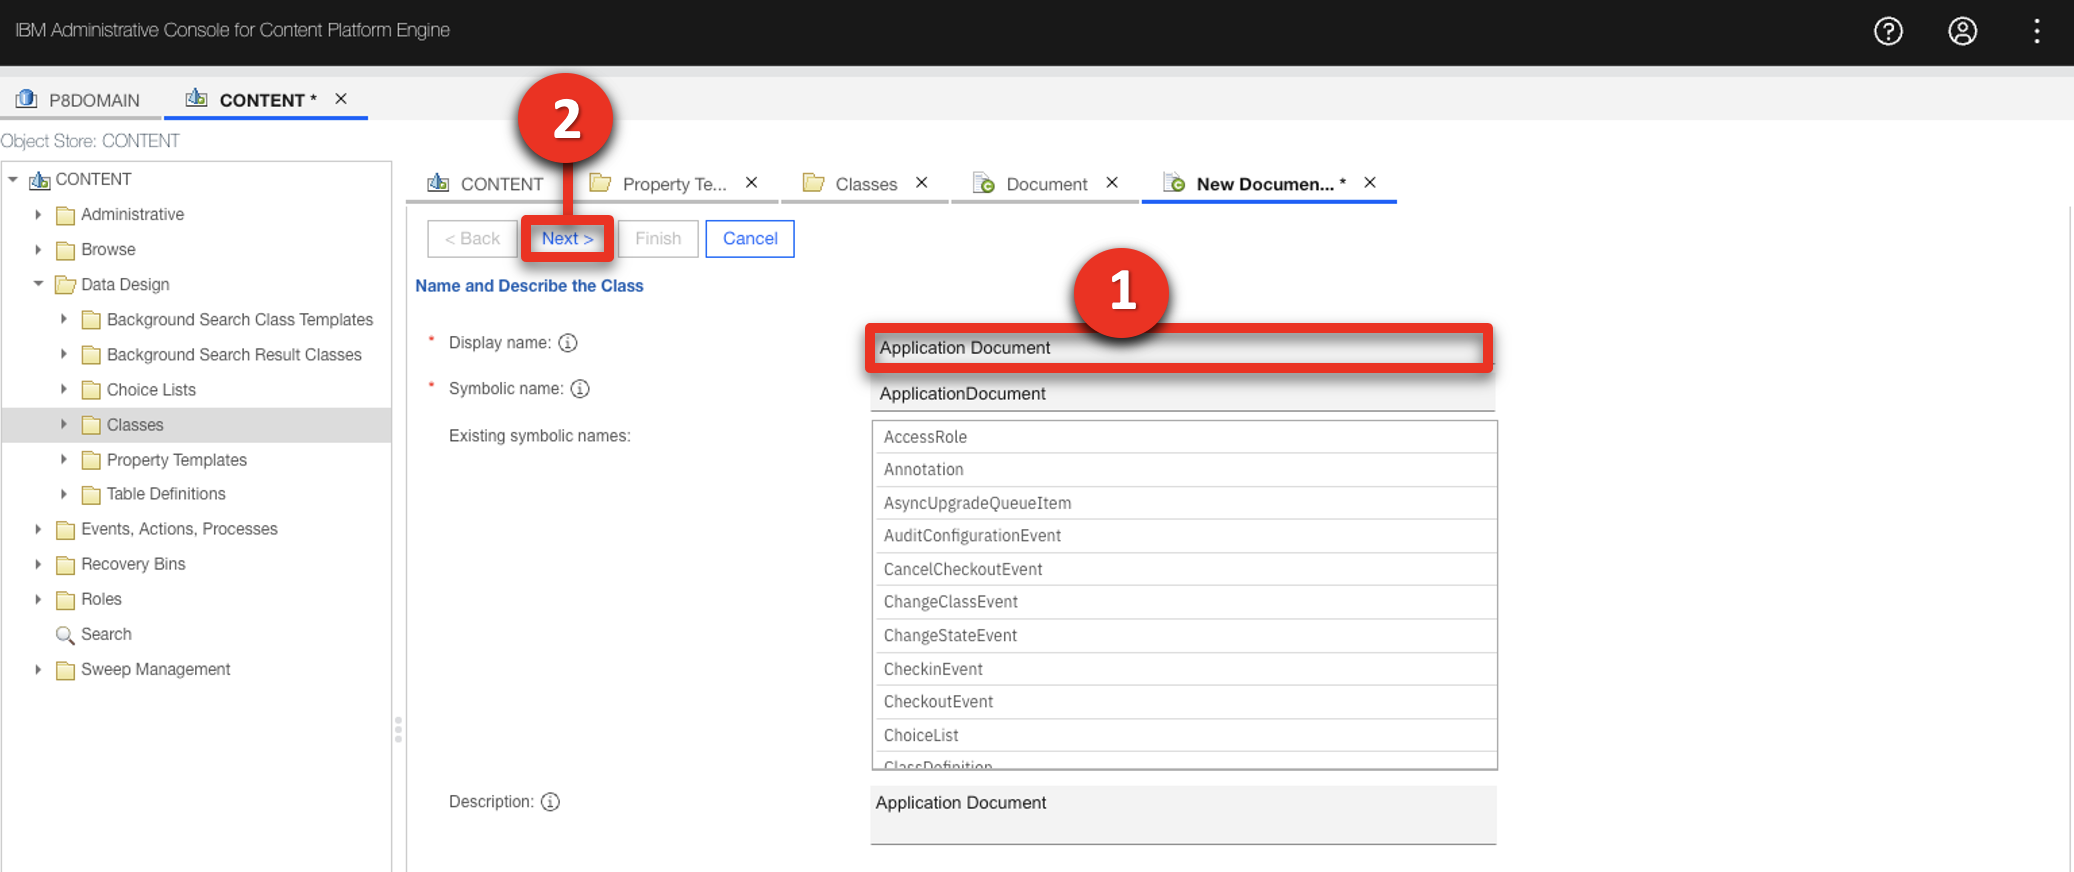 IBM Administrative Console for Content Platform Engine
P8DOMAIN
CONTENT *
Object Store: CONTENT
CONTENT
Administrative
Browse
Data Design
Background Search Class Templates
Background Search Result Classes
Choice Lists
Classes
Property Templates
Table Definitions
Events, Actions, Processes
Recovery Bins
Roles
Search
Sweep Management
2
CONTENT
Property Te...
Classes
Document
New Documen... *
< Back
Next >
Finish
Cancel
Name and Describe the Class
1
* Display name:
Application Document
* Symbolic name:
ApplicationDocument
Existing symbolic names:
AccessRole
Annotation
AsyncUpgradeQueueItem
AuditConfigurationEvent
CancelCheckoutEvent
ChangeClassEvent
ChangeStateEvent
CheckinEvent
CheckoutEvent
ChoiceList
ClassDefinition
Description:
Application Document